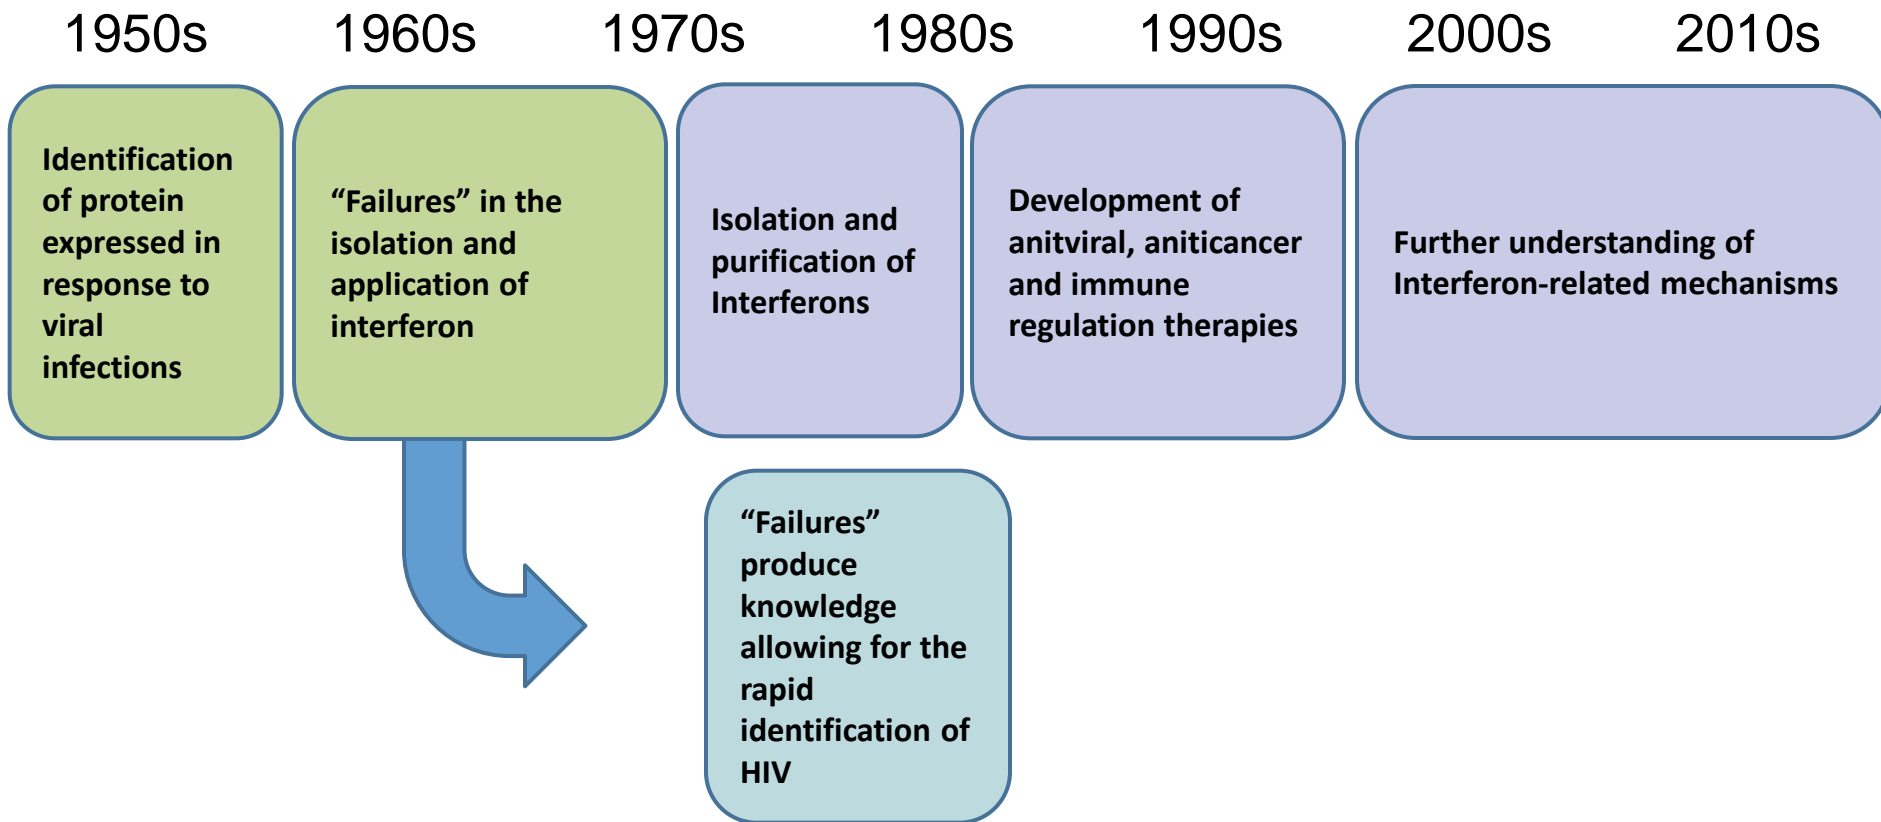 1950s 1960s 1970s 1980s 1990s 2000s 2010s
Identification
of protein
expressed in
response to
viral
infections
“Failures” in the
isolation and
application of
interferon
Isolation and
purification of
Interferons
Development of
anitviral, aniticancer
and immune
regulation therapies
Further understanding of
Interferon-related mechanisms
“Failures”
produce
knowledge
allowing for the
rapid
identification of
HIV